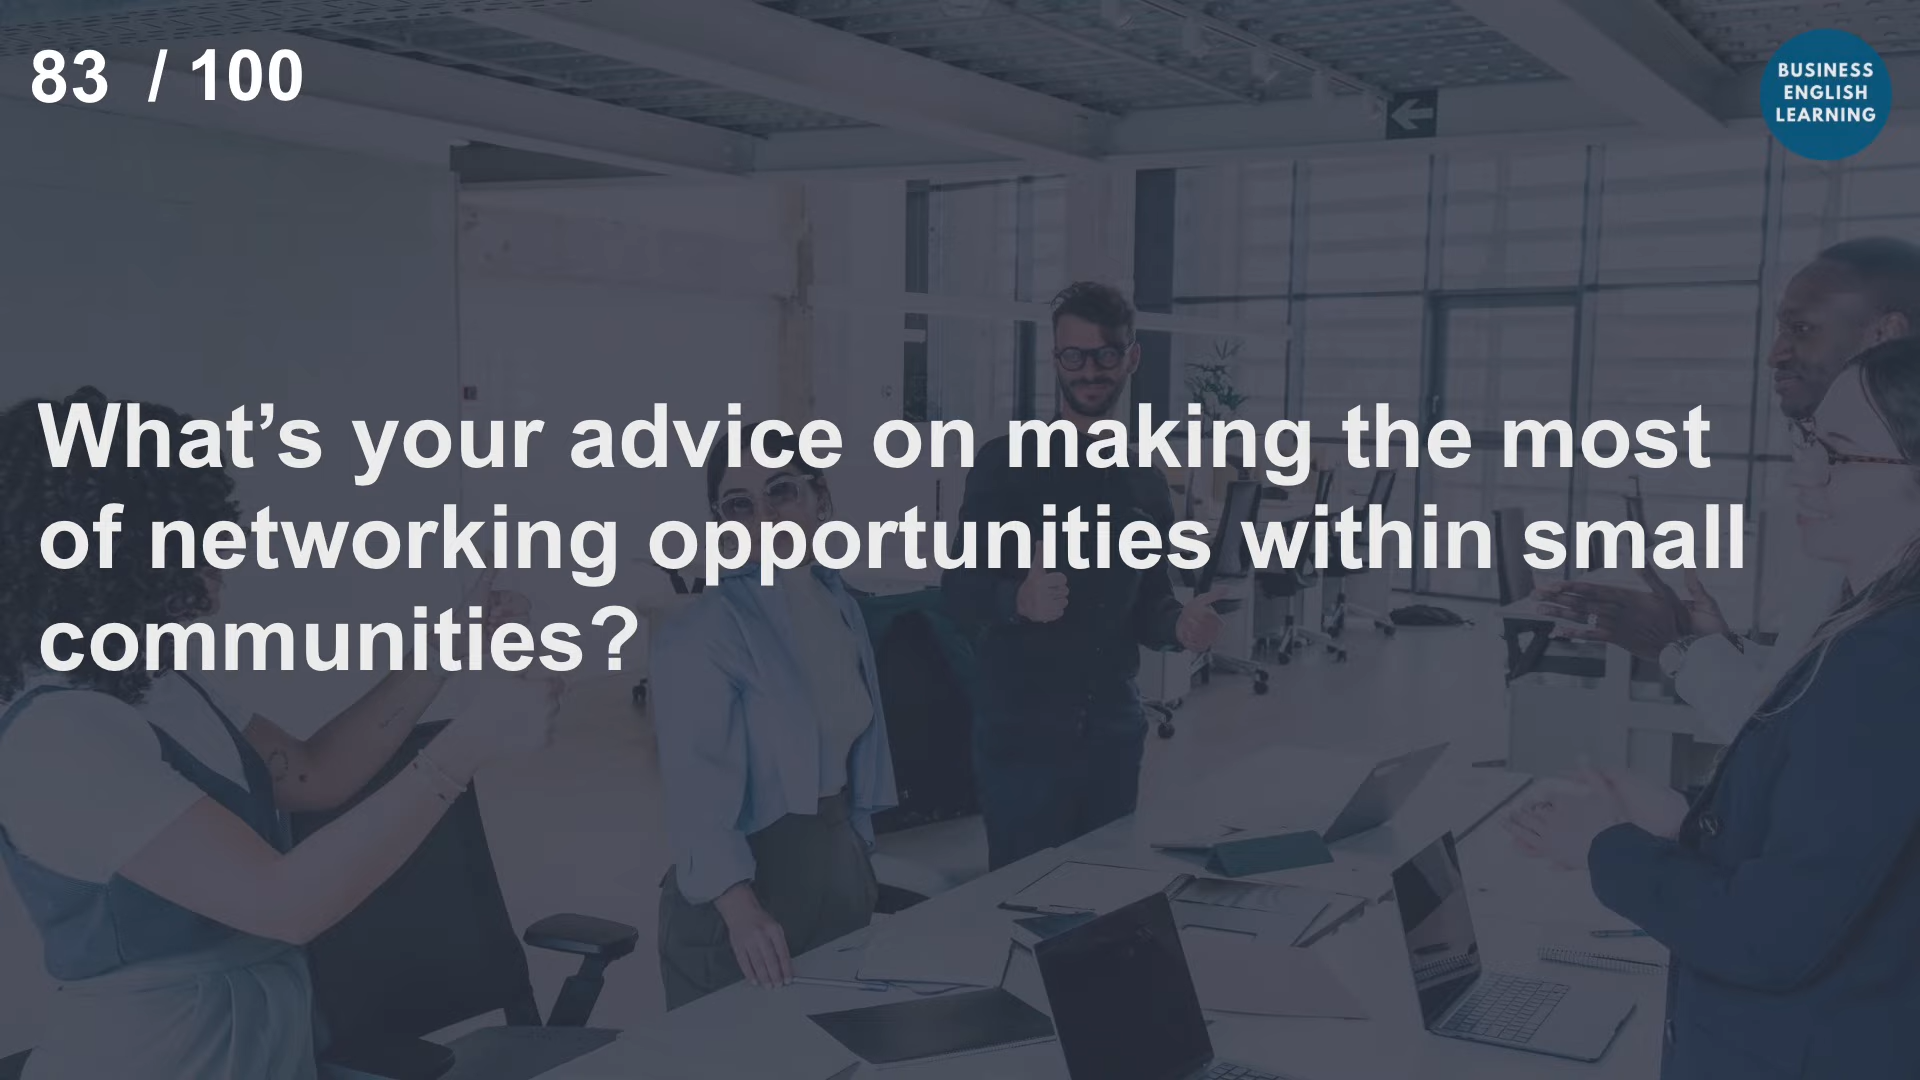 83 / 100
BUSINESS
ENGLISH
LEARNING
What’s your advice on making the most
of networking opportunities within small
communities?